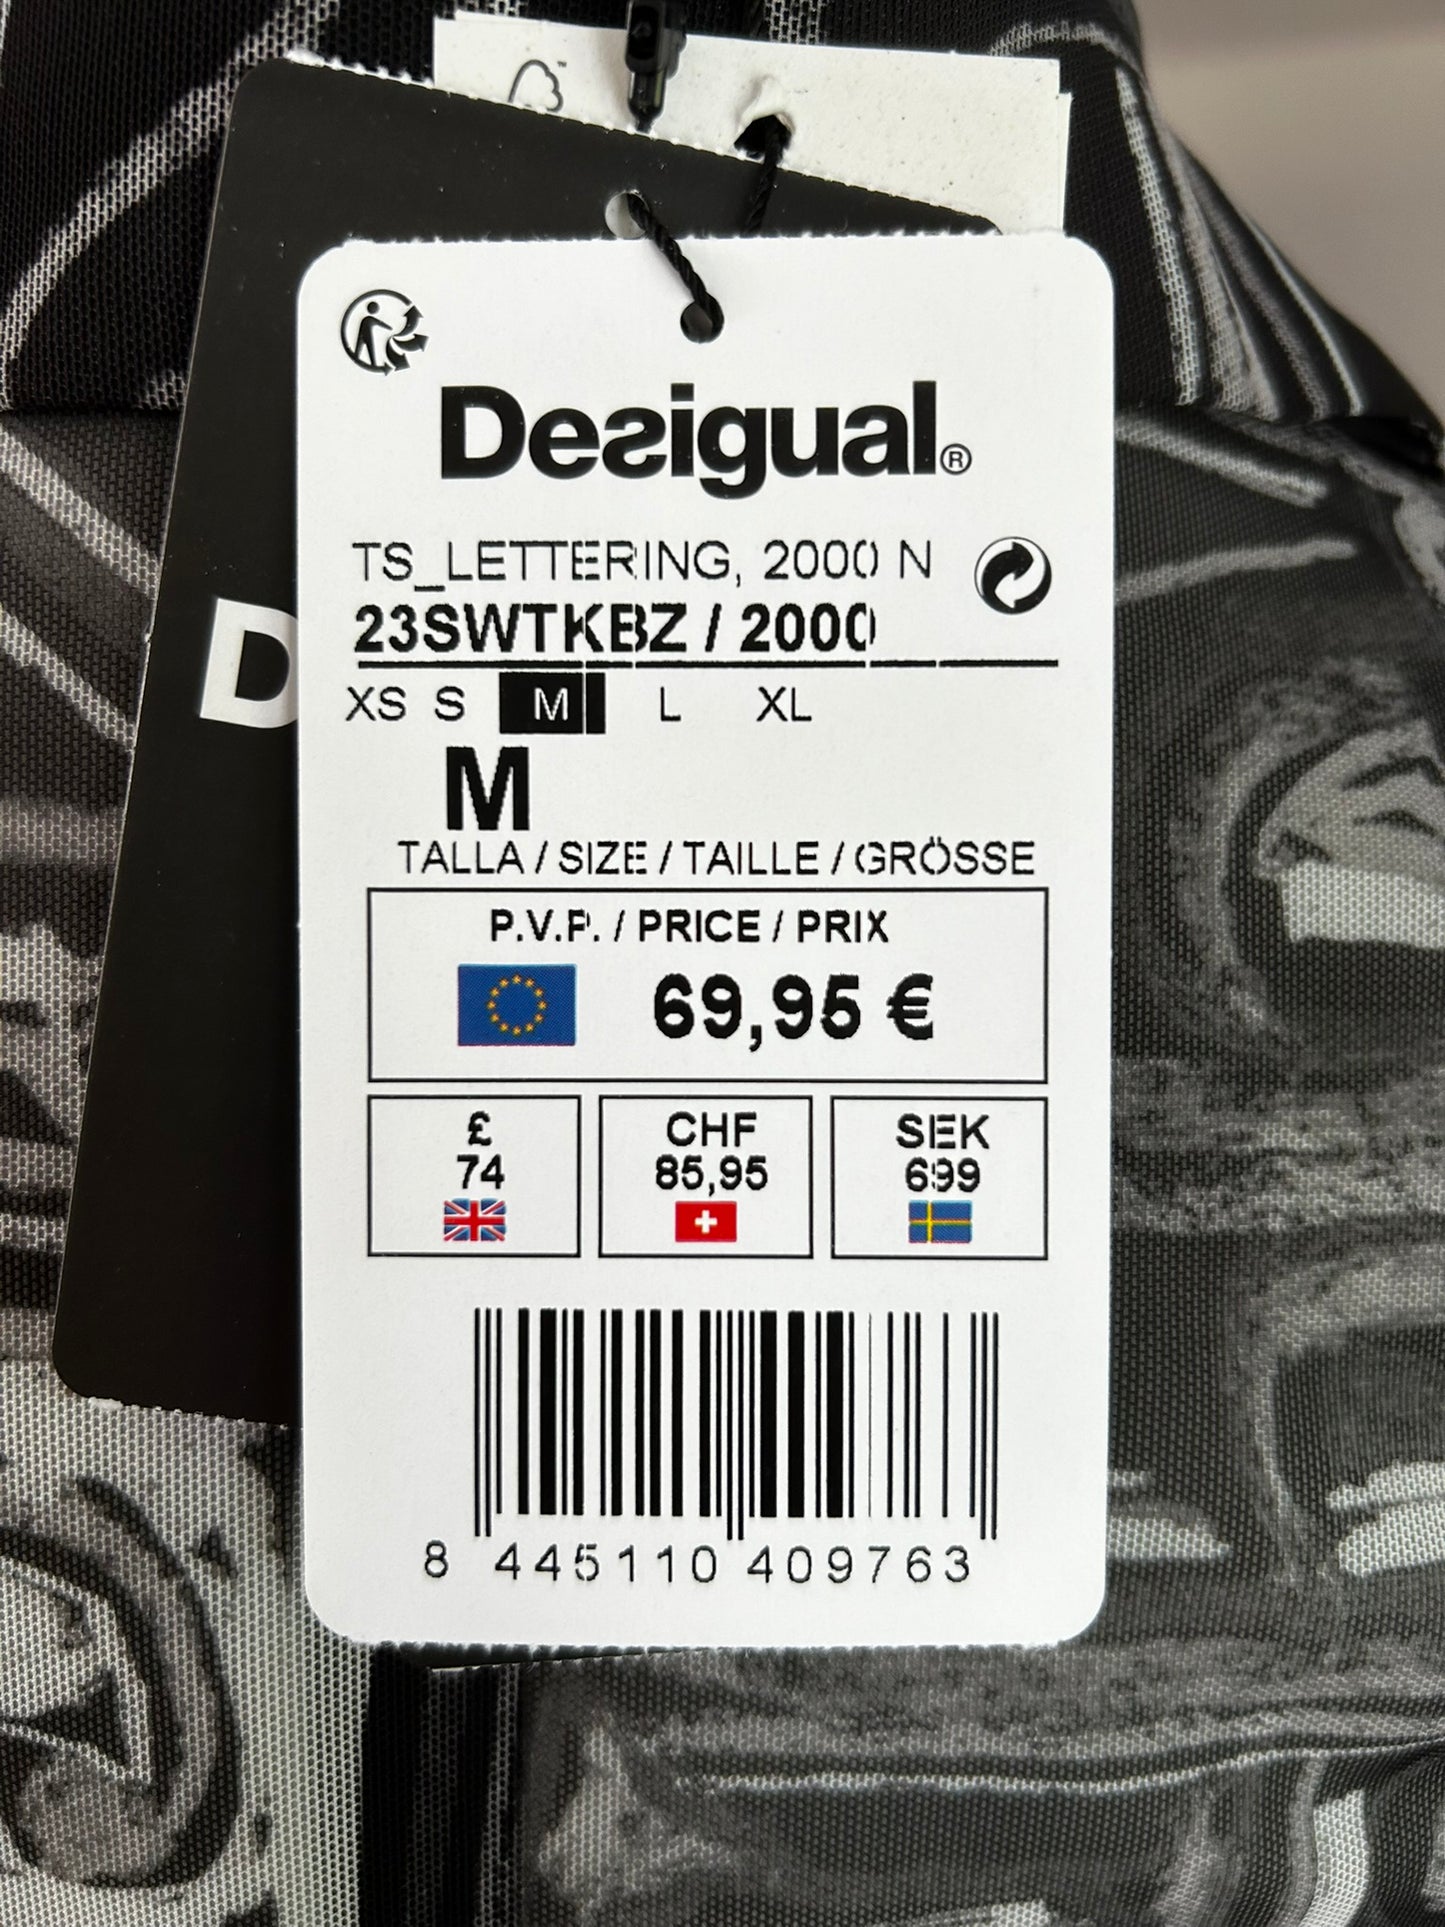 Desigual®
TS_LETTERING, 2000 N
23SWTKBZ / 2000
XS S M L XL
M
TALLA / SIZE / TAILLE / GRÖSSE
P.V.P. / PRICE / PRIX
69,95 €
£ CHF SEK
74 85,95 699
8 445110 409763
D